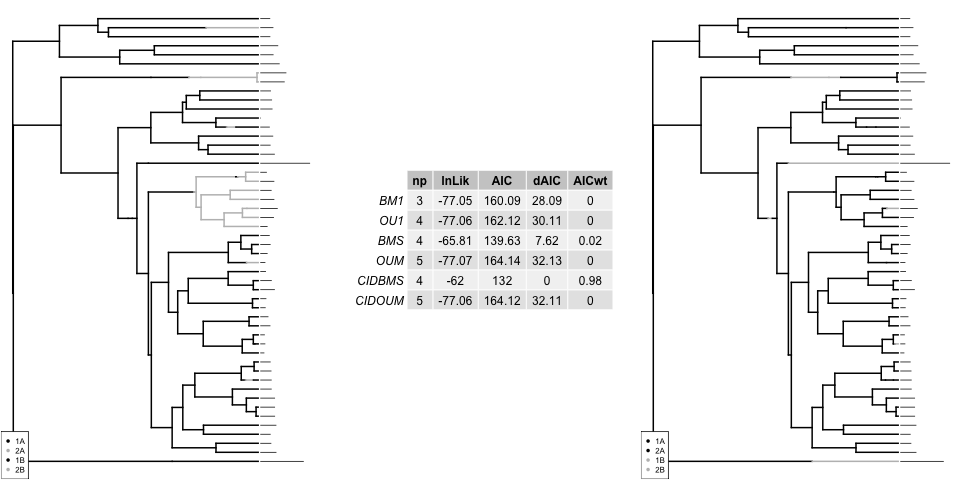 np lnLik AIC dAIC AICwt
BM1 3 -77.05 160.09 28.09 0
OU1 4 -77.06 162.12 30.11 0
BMS 4 -65.81 139.63 7.62 0.02
OUM 5 -77.07 164.14 32.13 0
CIDBMS 4 -62 132 0 0.98
CIDOUM 5 -77.06 164.12 32.11 0
1A
2A
1B
2B
1A
2A
1B
2B